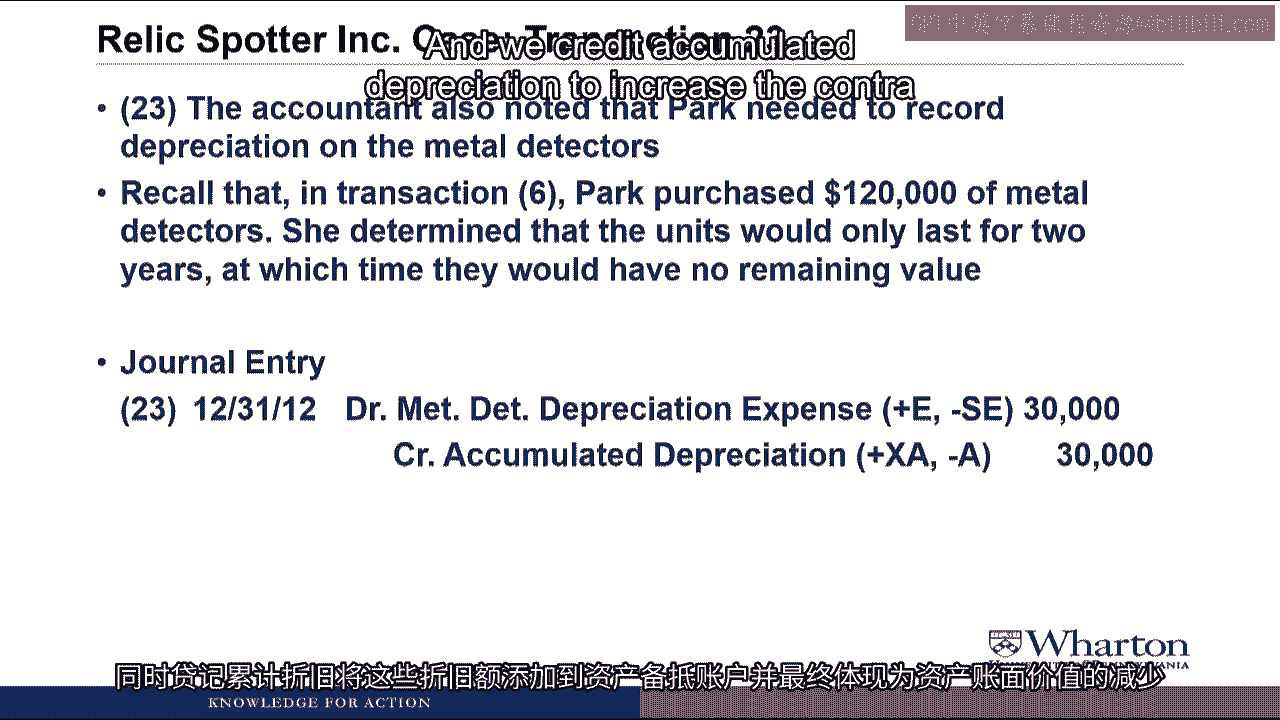 Relic Spotter Inc. Case: Transaction 23
And we credit accumulated
depreciation to increase the contra
• (23) The accountant also noted that Park needed to record
depreciation on the metal detectors
• Recall that, in transaction (6), Park purchased $120,000 of metal
detectors. She determined that the units would only last for two
years, at which time they would have no remaining value
• Journal Entry
(23) 12/31/12 Dr. Met. Det. Depreciation Expense (+E, -SE) 30,000
Cr. Accumulated Depreciation (+XA, -A) 30,000
Wharton
同时贷记累计折旧将这些折旧额添加到资产备抵账户并最终体现为资产账面价值的减少
KNOWLEDGE FOR ACTION